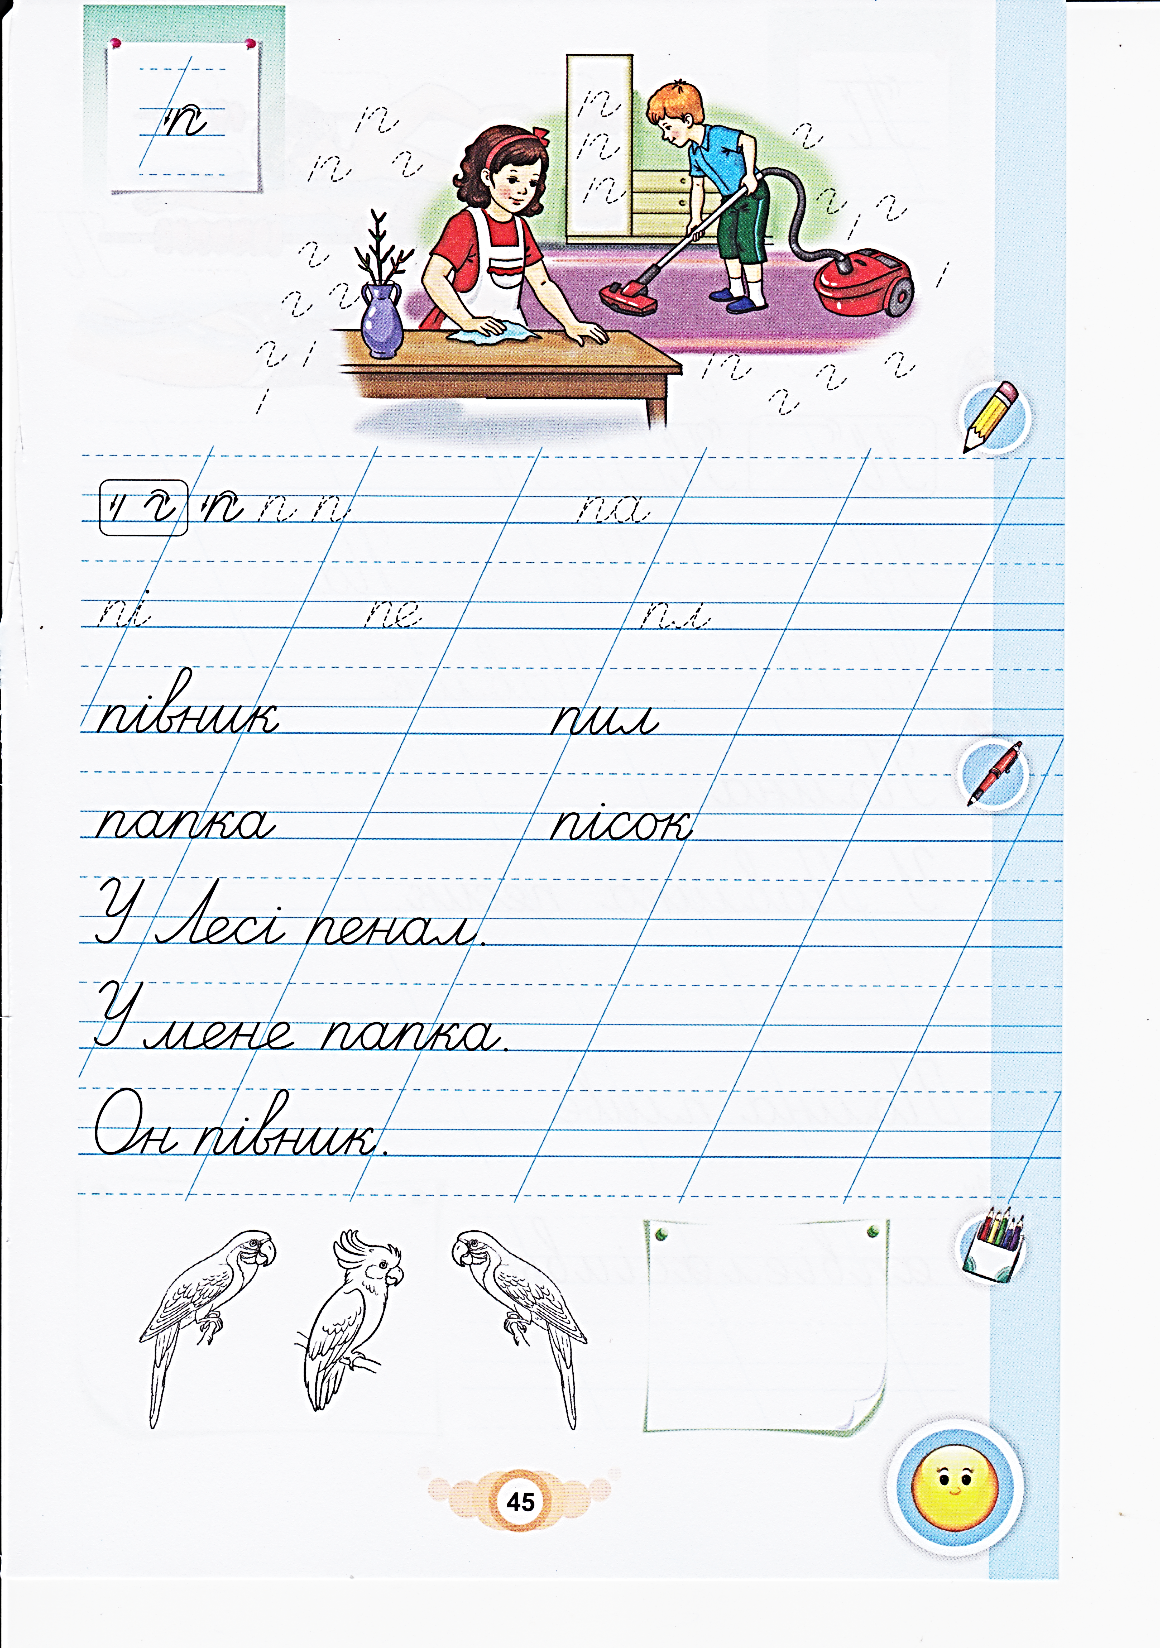 п
п
п
п
п
п
п п п па
пі пе пл
півник пил
папка пісок
У Лесі пенал.
У мене папка.
Он півник.
45